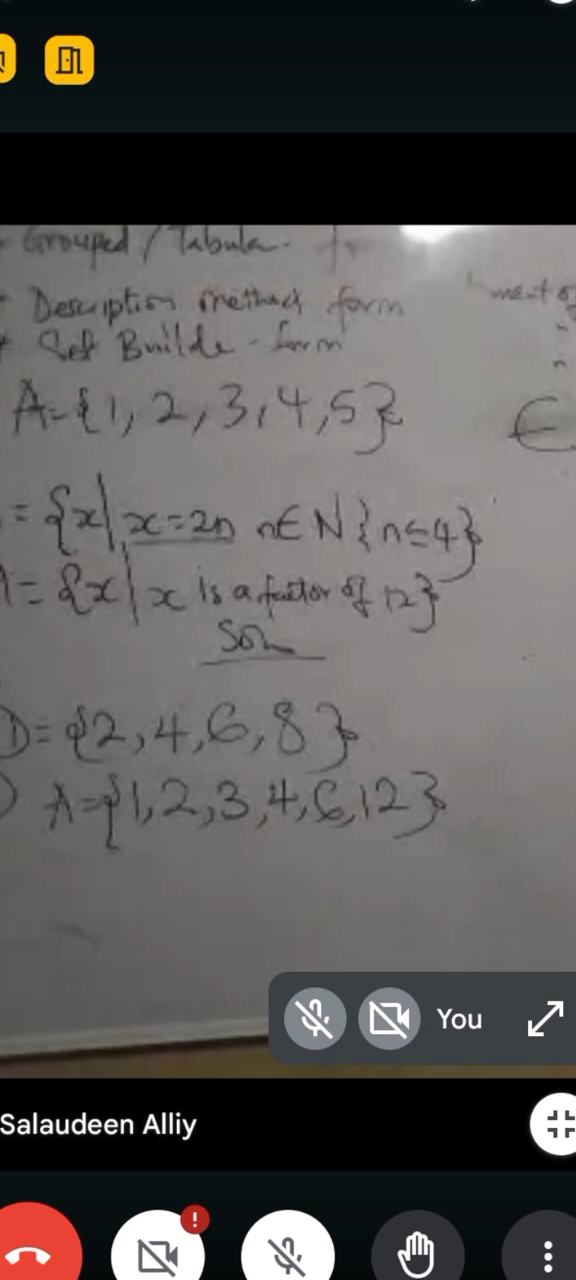 Grouped / Tabula.
Description method form
Set Builde - form
A={1, 2, 3, 4, 5}
= {x| x=2n n∈N {n≤4}
A= {x| x is a factor of 12}
Soln
D= {2, 4, 6, 8}
) A={1, 2, 3, 4, 6, 12}
∈
You
Salaudeen Alliy
!